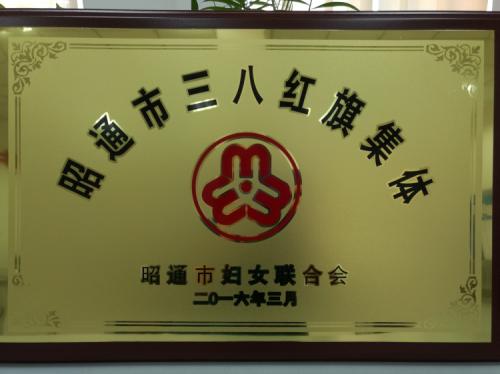 昭通市三八红旗集体
昭通市妇女联合会
二〇一六年三月